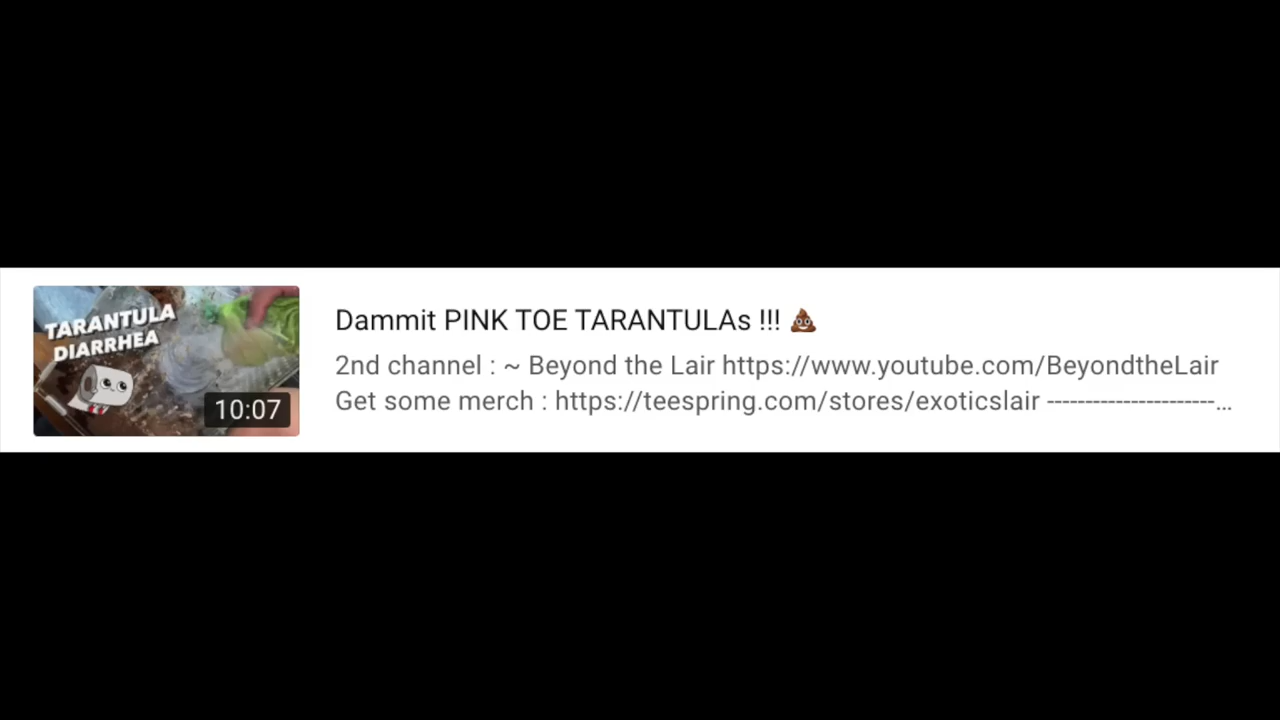 TARANTULA
DIARRHEA
10:07
Dammit PINK TOE TARANTULAs !!! 💩
2nd channel : ~ Beyond the Lair https://www.youtube.com/BeyondtheLair
Get some merch : https://teespring.com/stores/exoticslair ----------------------...